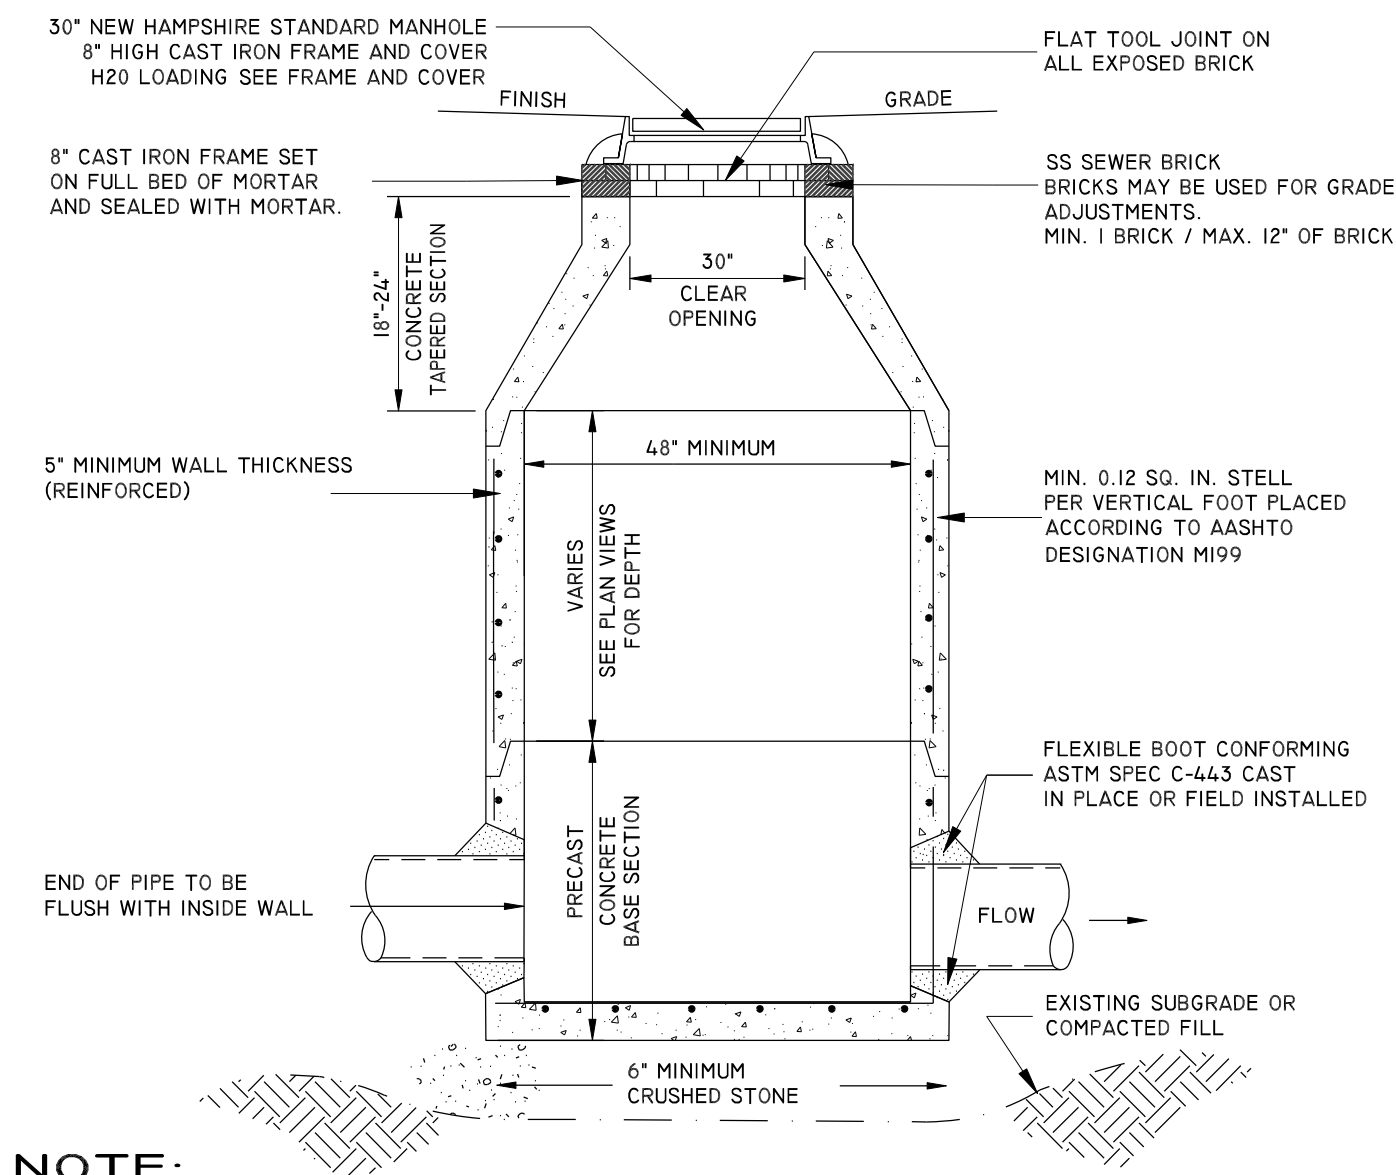 30" NEW HAMPSHIRE STANDARD MANHOLE
8" HIGH CAST IRON FRAME AND COVER
H20 LOADING SEE FRAME AND COVER
FLAT TOOL JOINT ON
ALL EXPOSED BRICK
FINISH
GRADE
8" CAST IRON FRAME SET
ON FULL BED OF MORTAR
AND SEALED WITH MORTAR.
SS SEWER BRICK
BRICKS MAY BE USED FOR GRADE
ADJUSTMENTS.
MIN. 1 BRICK / MAX. 12" OF BRICK
18"-24"
CONCRETE
TAPERED SECTION
30"
CLEAR
OPENING
48" MINIMUM
5" MINIMUM WALL THICKNESS
(REINFORCED)
MIN. 0.12 SQ. IN. STELL
PER VERTICAL FOOT PLACED
ACCORDING TO AASHTO
DESIGNATION M199
VARIES
SEE PLAN VIEWS
FOR DEPTH
FLEXIBLE BOOT CONFORMING
ASTM SPEC C-443 CAST
IN PLACE OR FIELD INSTALLED
PRECAST
CONCRETE
BASE SECTION
END OF PIPE TO BE
FLUSH WITH INSIDE WALL
FLOW
EXISTING SUBGRADE OR
COMPACTED FILL
6" MINIMUM
CRUSHED STONE
NOTE: